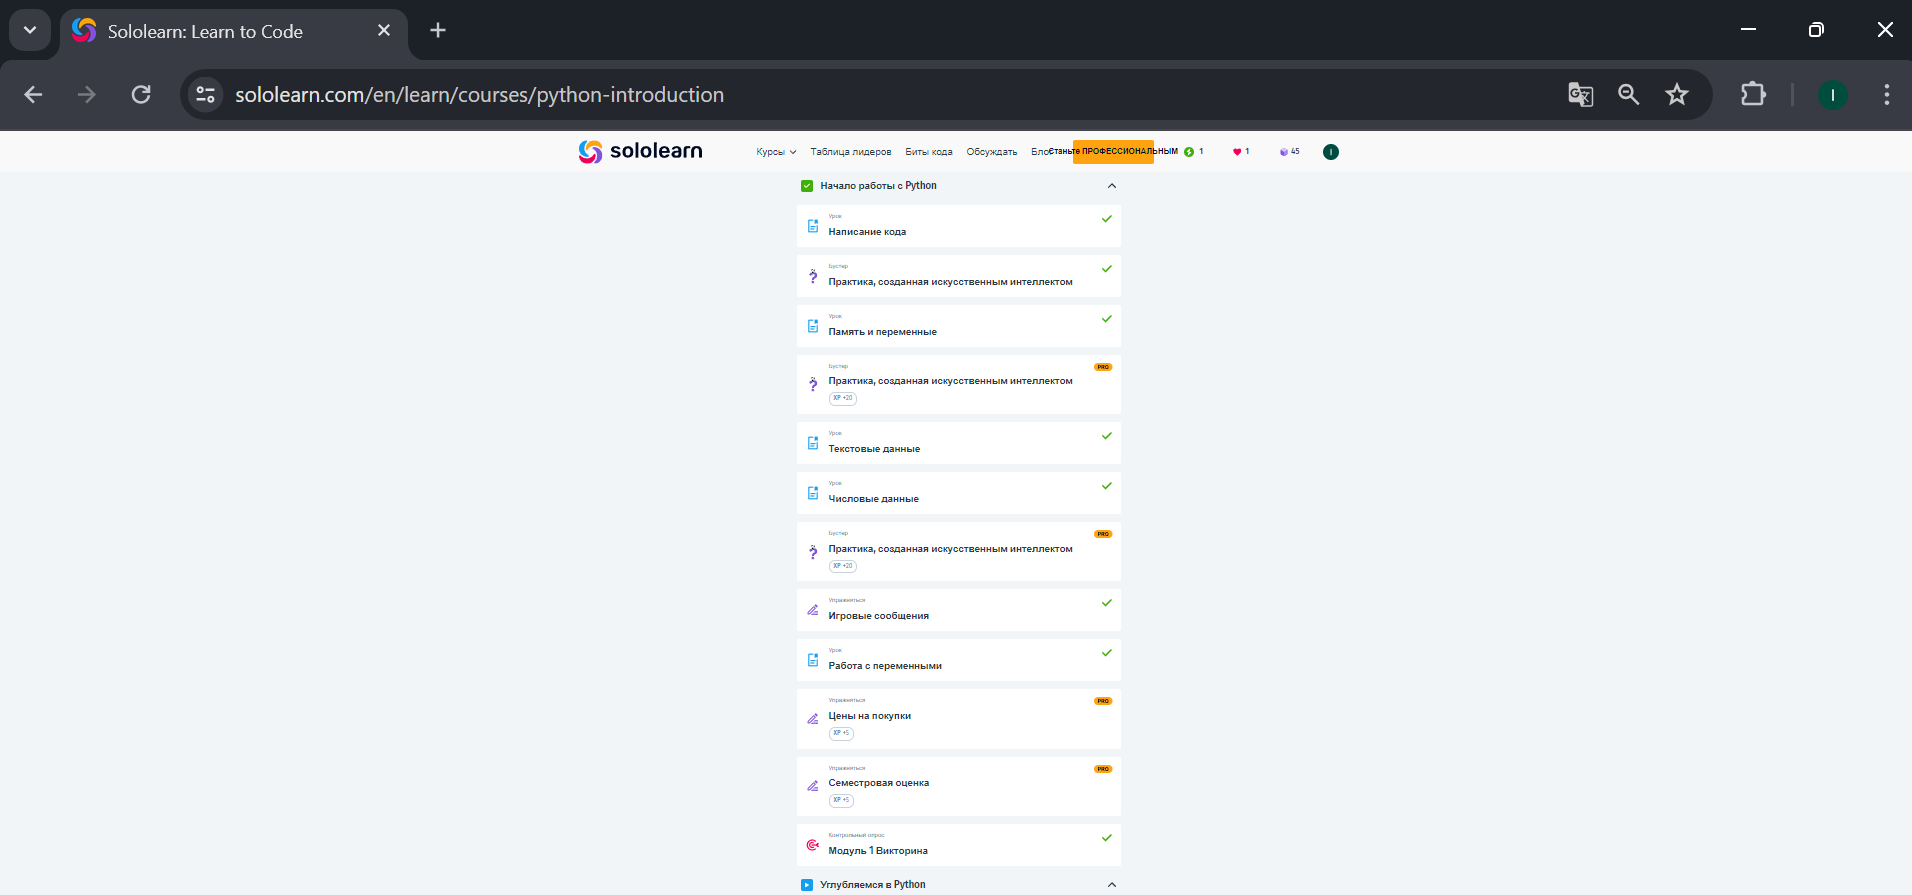 Sololearn: Learn to Code
sololearn.com/en/learn/courses/python-introduction
I
sololearn
Курсы
Таблица лидеров
Биты кода
Обсуждать
Блог
Станьте ПРОФЕССИОНАЛЬНЫМ
1
1
45
I
Начало работы с Python
Урок
Написание кода
Бустер
Практика, созданная искусственным интеллектом
Урок
Память и переменные
Бустер
PRO
Практика, созданная искусственным интеллектом
XP +20
Урок
Текстовые данные
Урок
Числовые данные
Бустер
PRO
Практика, созданная искусственным интеллектом
XP +20
Упражняться
Игровые сообщения
Урок
Работа с переменными
Упражняться
PRO
Цены на покупки
XP +5
Упражняться
PRO
Семестровая оценка
XP +5
Контрольный опрос
Модуль 1 Викторина
Углубляемся в Python